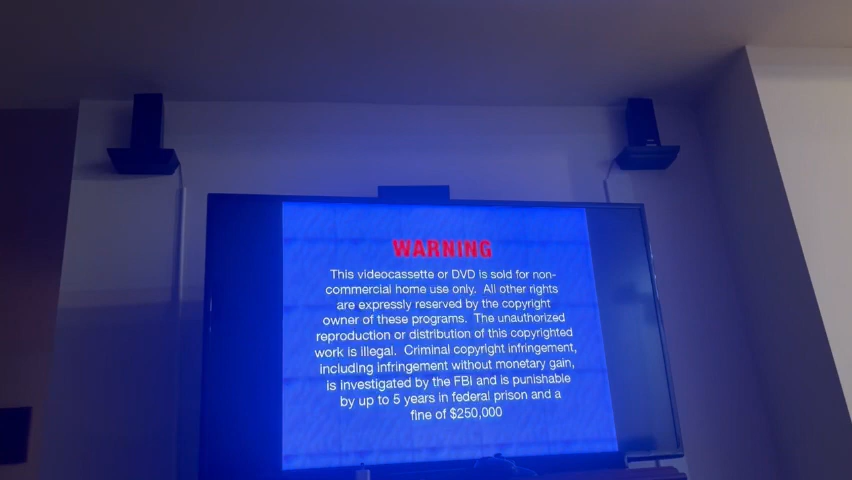 WARNING
This videocassette or DVD is sold for non-
commercial home use only. All other rights
are expressly reserved by the copyright
owner of these programs. The unauthorized
reproduction or distribution of this copyrighted
work is illegal. Criminal copyright infringement,
including infringement without monetary gain,
is investigated by the FBI and is punishable
by up to 5 years in federal prison and a
fine of $250,000